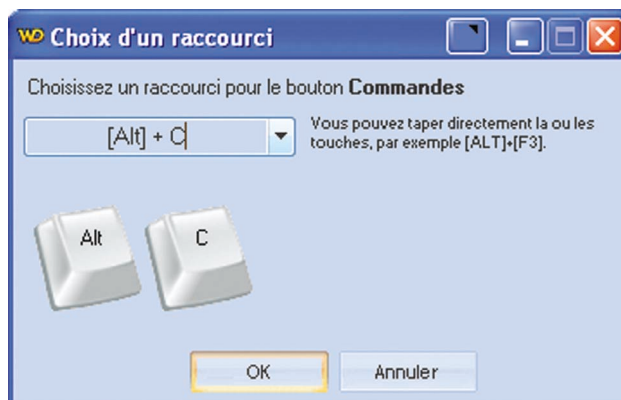 WD Choix d'un raccourci
Choisissez un raccourci pour le bouton Commandes
[Alt] + C
Vous pouvez taper directement la ou les
touches, par exemple [ALT]+[F3].
Alt
C
OK
Annuler